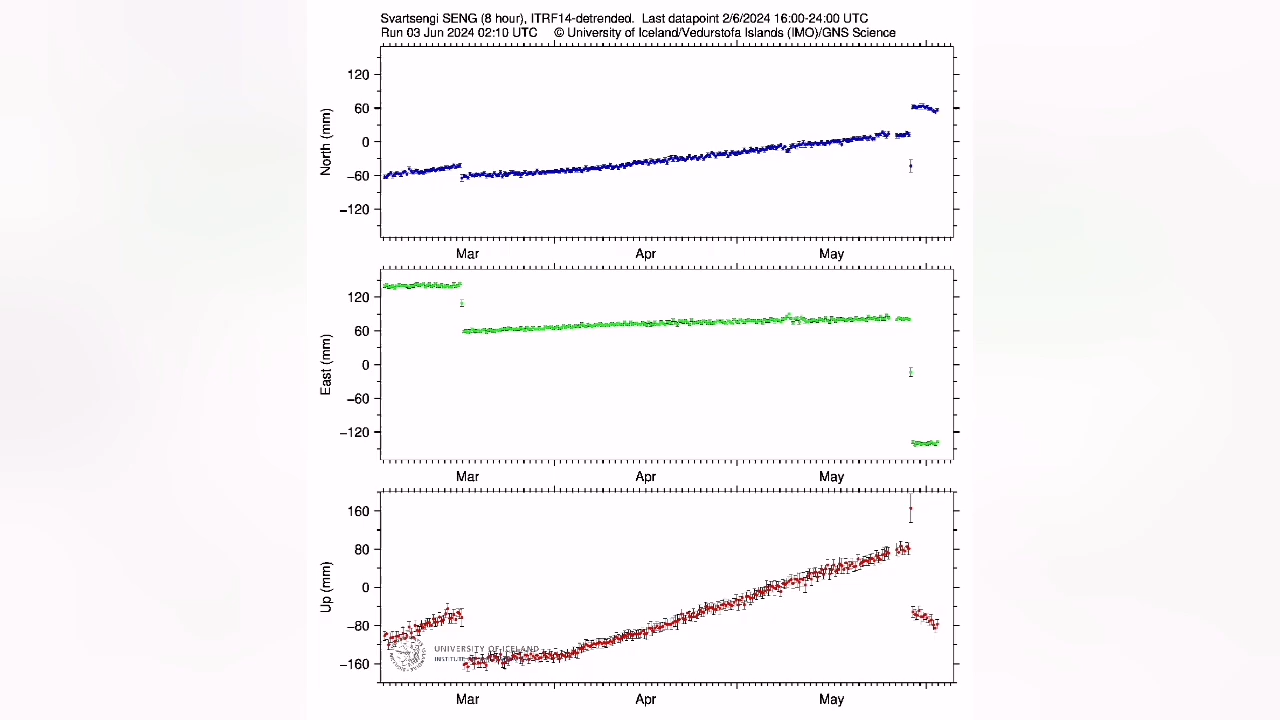 Svartsengi SENG (8 hour), ITRF14-detrended. Last datapoint 2/6/2024 16:00-24:00 UTC
Run 03 Jun 2024 02:10 UTC © University of Iceland/Vedurstofa Islands (IMO)/GNS Science
North (mm)
120
60
0
−60
−120
Mar Apr May
East (mm)
120
60
0
−60
−120
Mar Apr May
Up (mm)
160
80
0
−80
−160
UNIVERSITY OF ICELAND
Mar Apr May